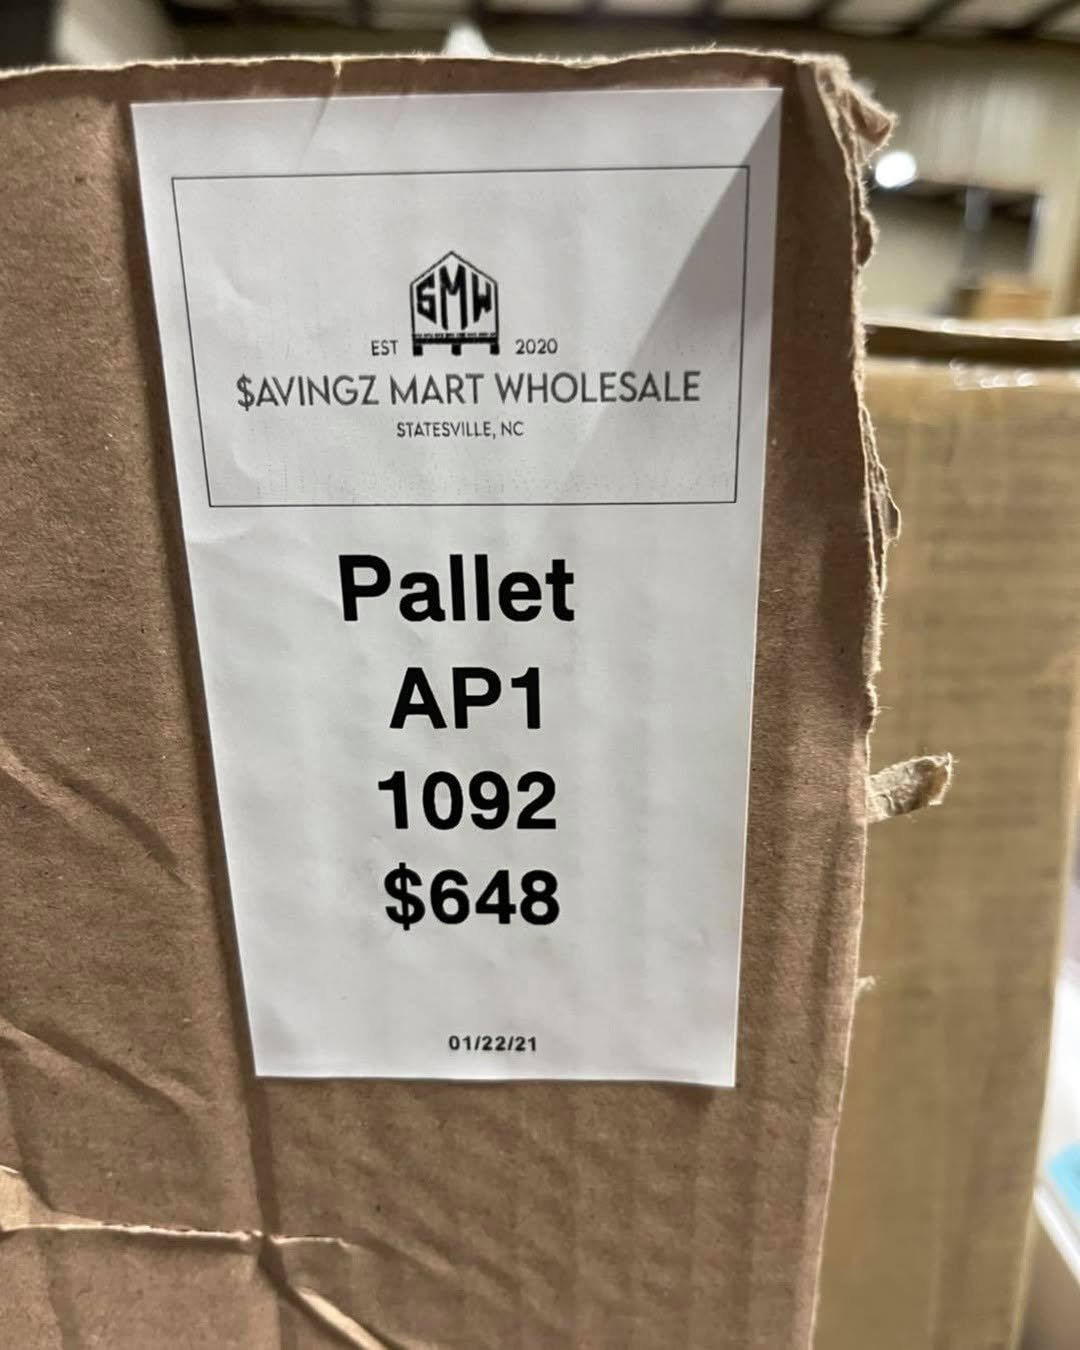 SMW
EST 2020
$AVINGZ MART WHOLESALE
STATESVILLE, NC
Pallet
AP1
1092
$648
01/22/21